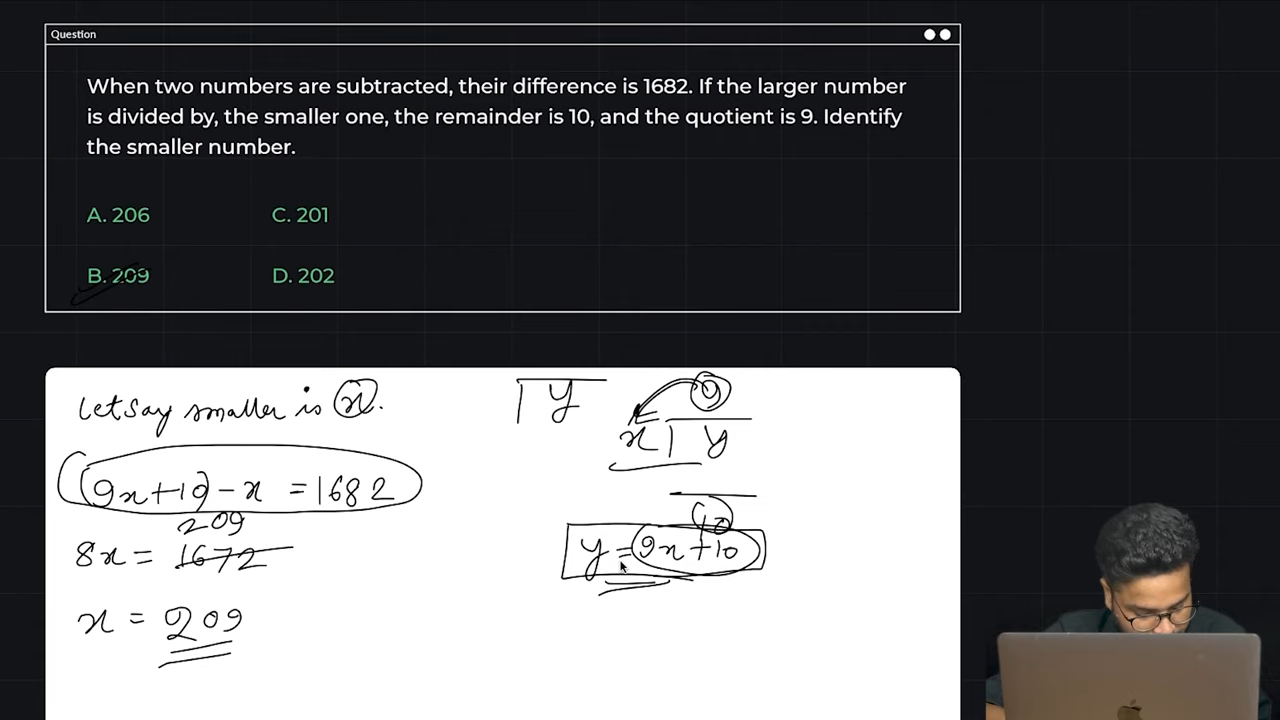 Question
When two numbers are subtracted, their difference is 1682. If the larger number
is divided by, the smaller one, the remainder is 10, and the quotient is 9. Identify
the smaller number.
A. 206
C. 201
B. 209
D. 202
Let say smaller is x.
(9x+10)-x = 1682
209
8x = 1672
x = 209
y
9
x y
10
y = 9x+10